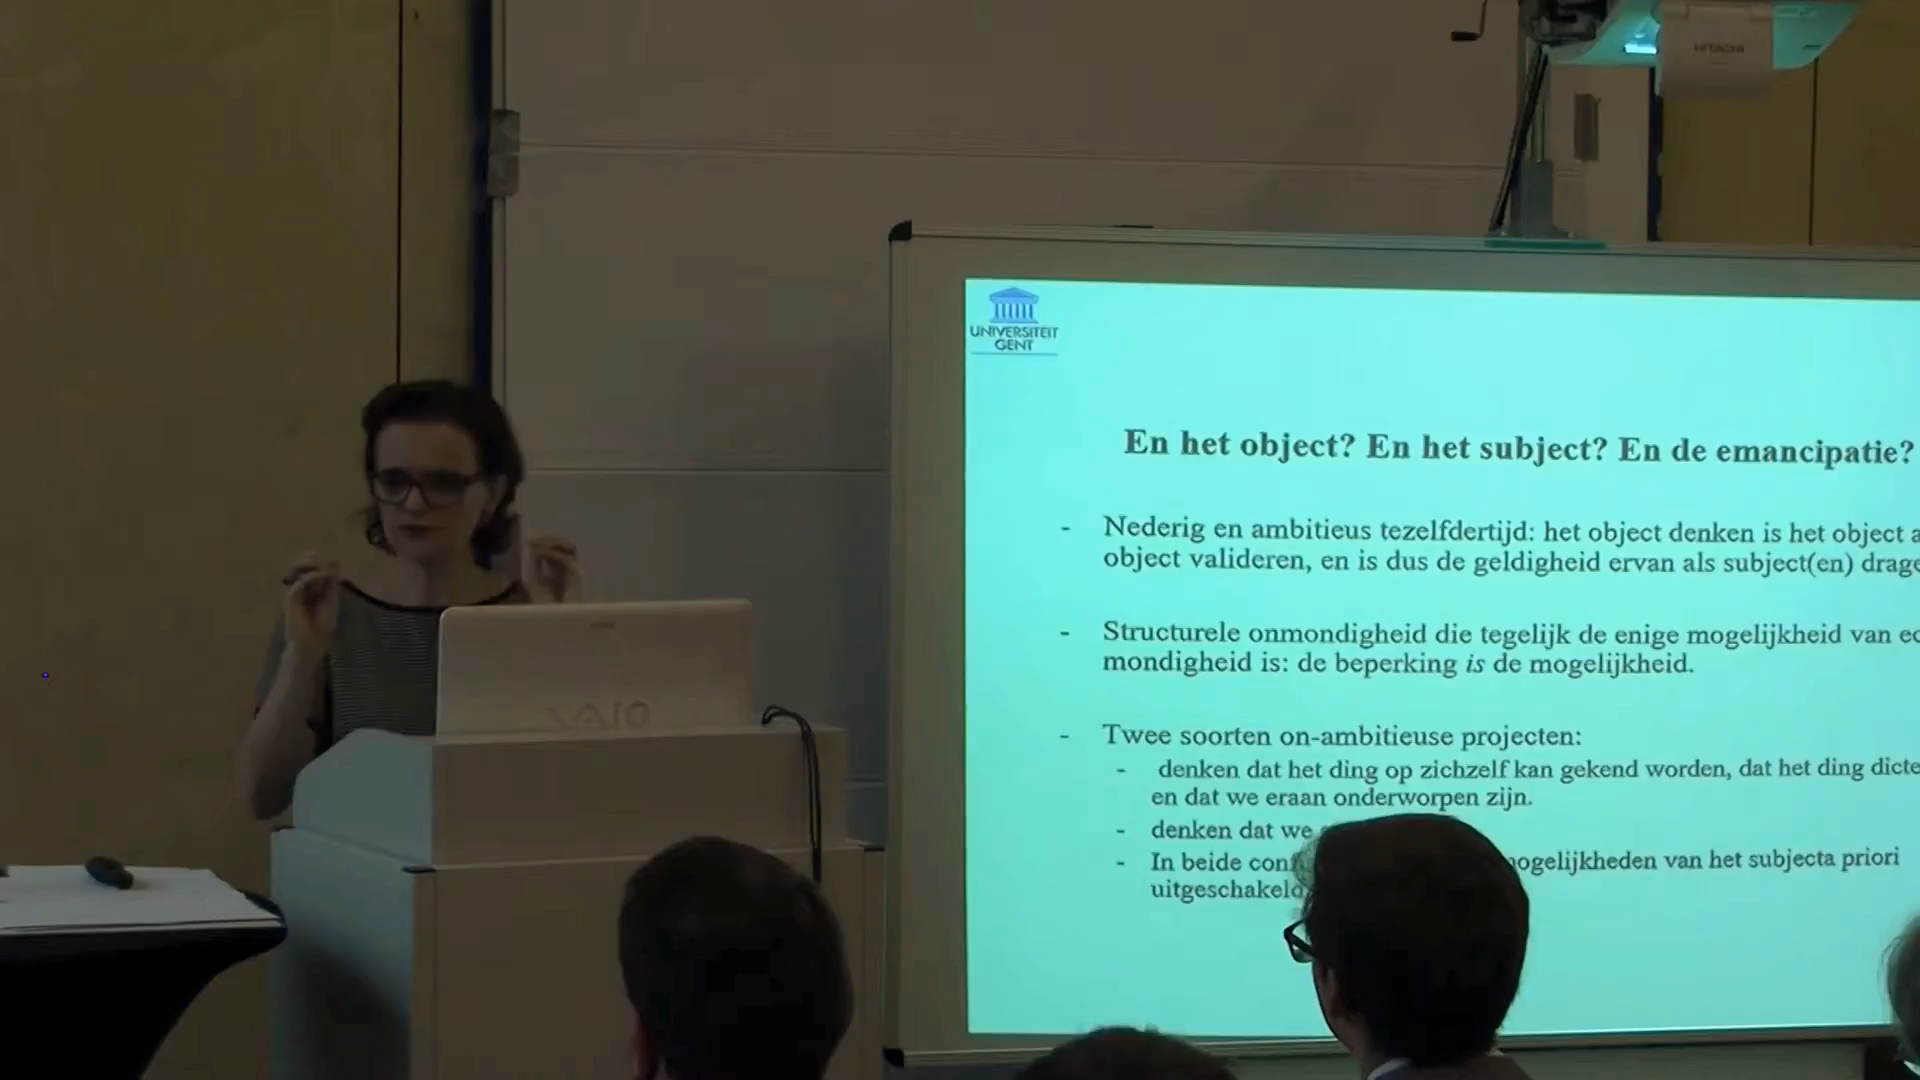 HITACHI
UNIVERSITEIT
GENT
En het object? En het subject? En de emancipatie?
- Nederig en ambitieus tezelfdertijd: het object denken is het object
object valideren, en is dus de geldigheid ervan als subject(en)
- Structurele onmondigheid die tegelijk de enige mogelijkheid van
mondigheid is: de beperking is de mogelijkheid.
- Twee soorten on-ambitieuse projecten:
- denken dat het ding op zichzelf kan gekend worden, dat het ding
en dat we eraan onderworpen zijn.
- denken dat we
- In beide van het subjecta priori
VAIO